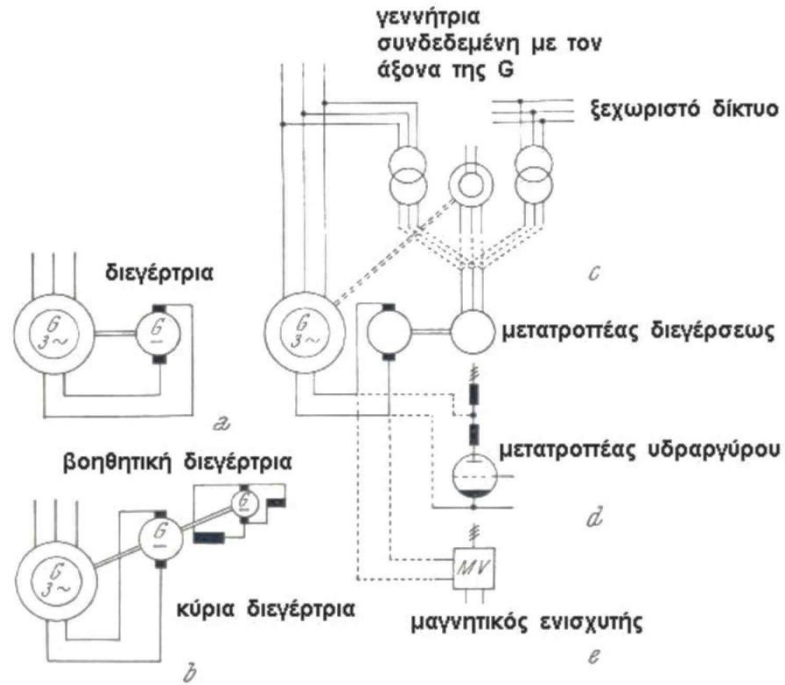 γεννήτρια
συνδεδεμένη με τον
άξονα της G
ξεχωριστό δίκτυο
c
διεγέρτρια
G
3~
G
a
G
3~
μετατροπέας διεγέρσεως
μετατροπέας υδραργύρου
d
βοηθητική διεγέρτρια
G
G
G
3~
κύρια διεγέρτρια
b
MV
μαγνητικός ενισχυτής
e